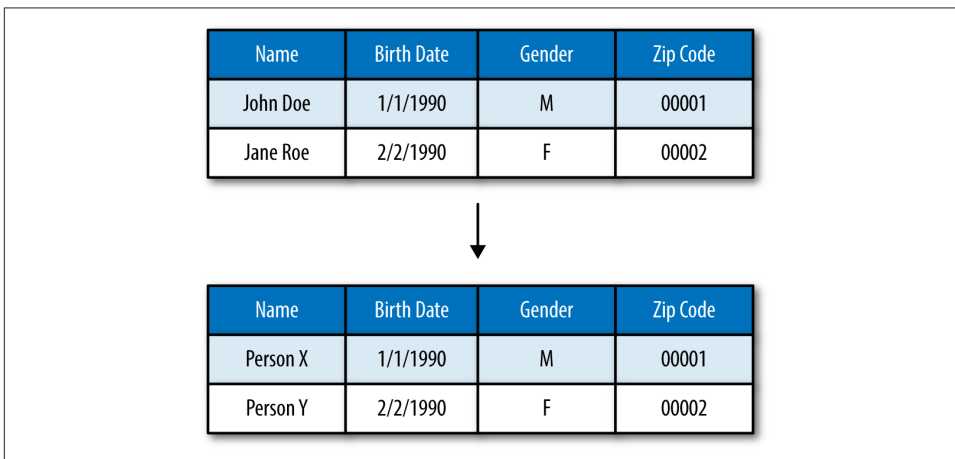 Name Birth Date Gender Zip Code
John Doe 1/1/1990 M 00001
Jane Roe 2/2/1990 F 00002
Name Birth Date Gender Zip Code
Person X 1/1/1990 M 00001
Person Y 2/2/1990 F 00002